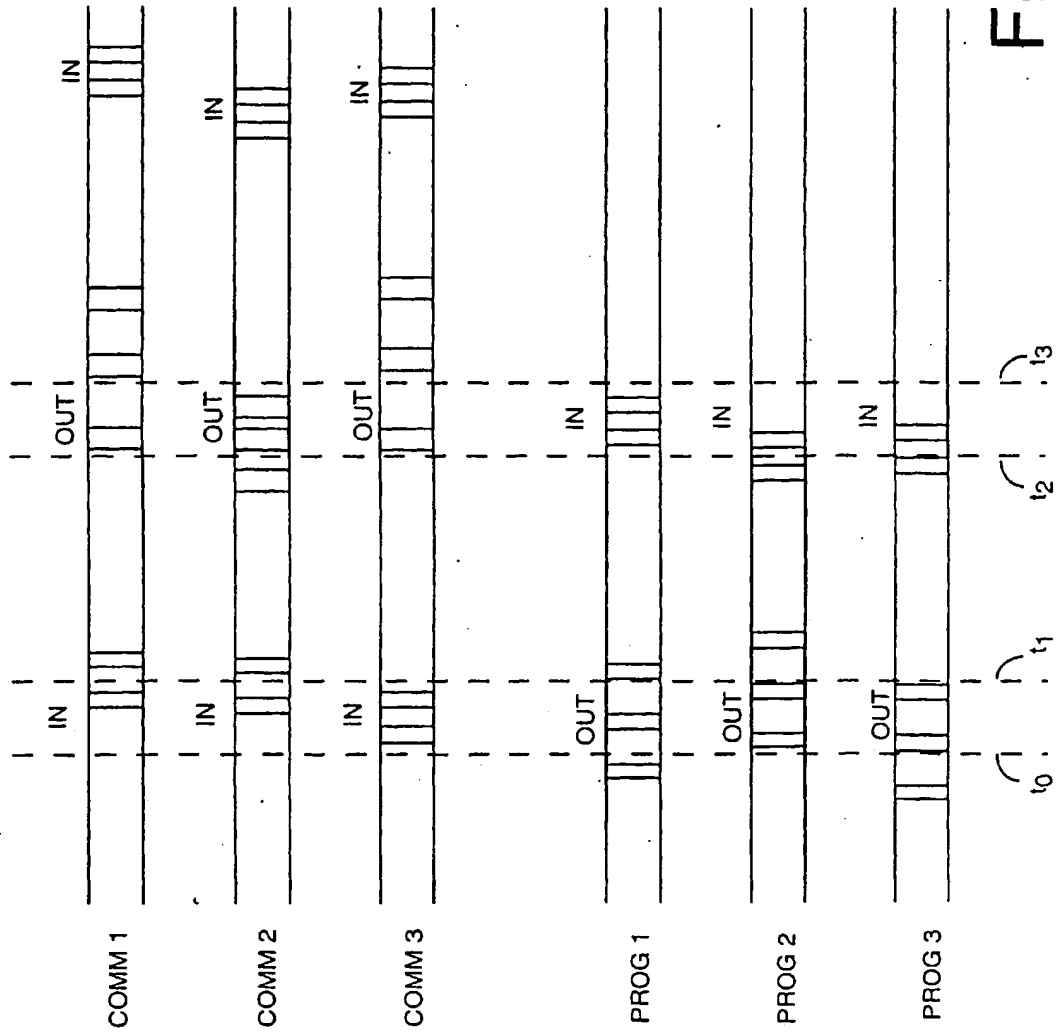 COMM 1 IN OUT IN
COMM 2 IN OUT IN
COMM 3 IN OUT IN
PROG 1 OUT IN
PROG 2 OUT IN
PROG 3 OUT IN
t0 t1 t2 t3